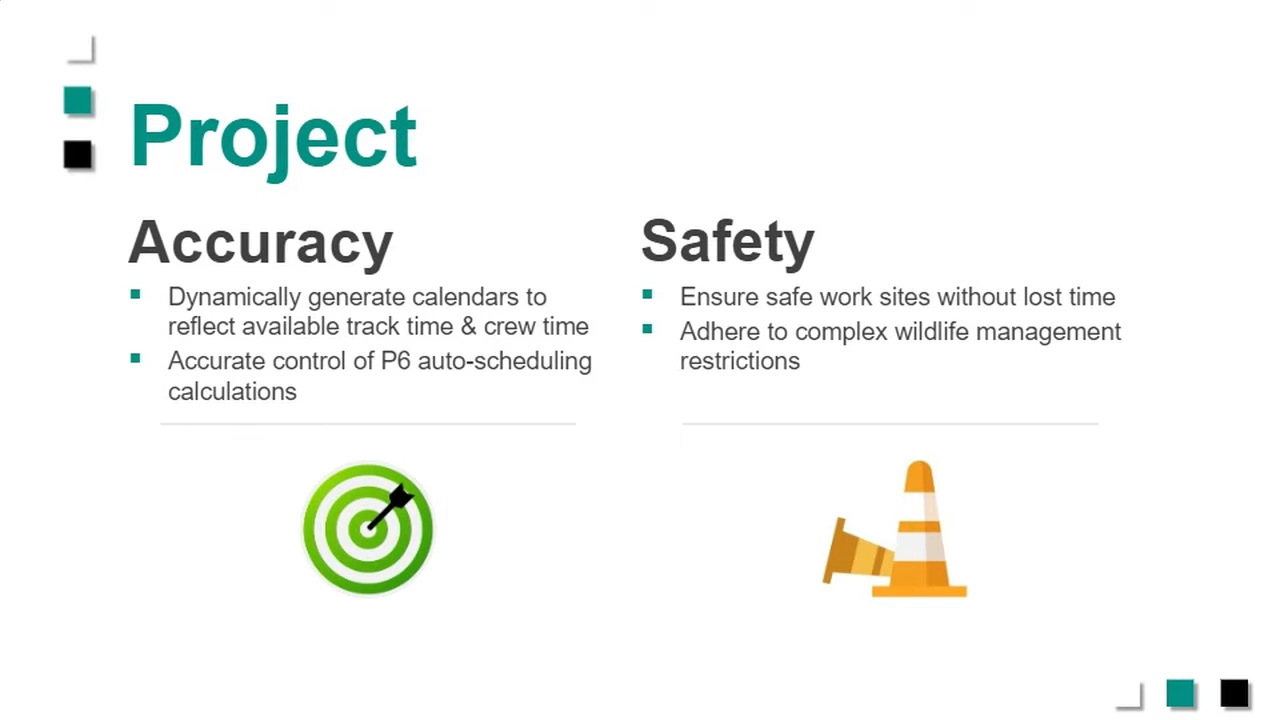 Project
Accuracy
Dynamically generate calendars to
reflect available track time & crew time
Accurate control of P6 auto-scheduling
calculations
Safety
Ensure safe work sites without lost time
Adhere to complex wildlife management
restrictions